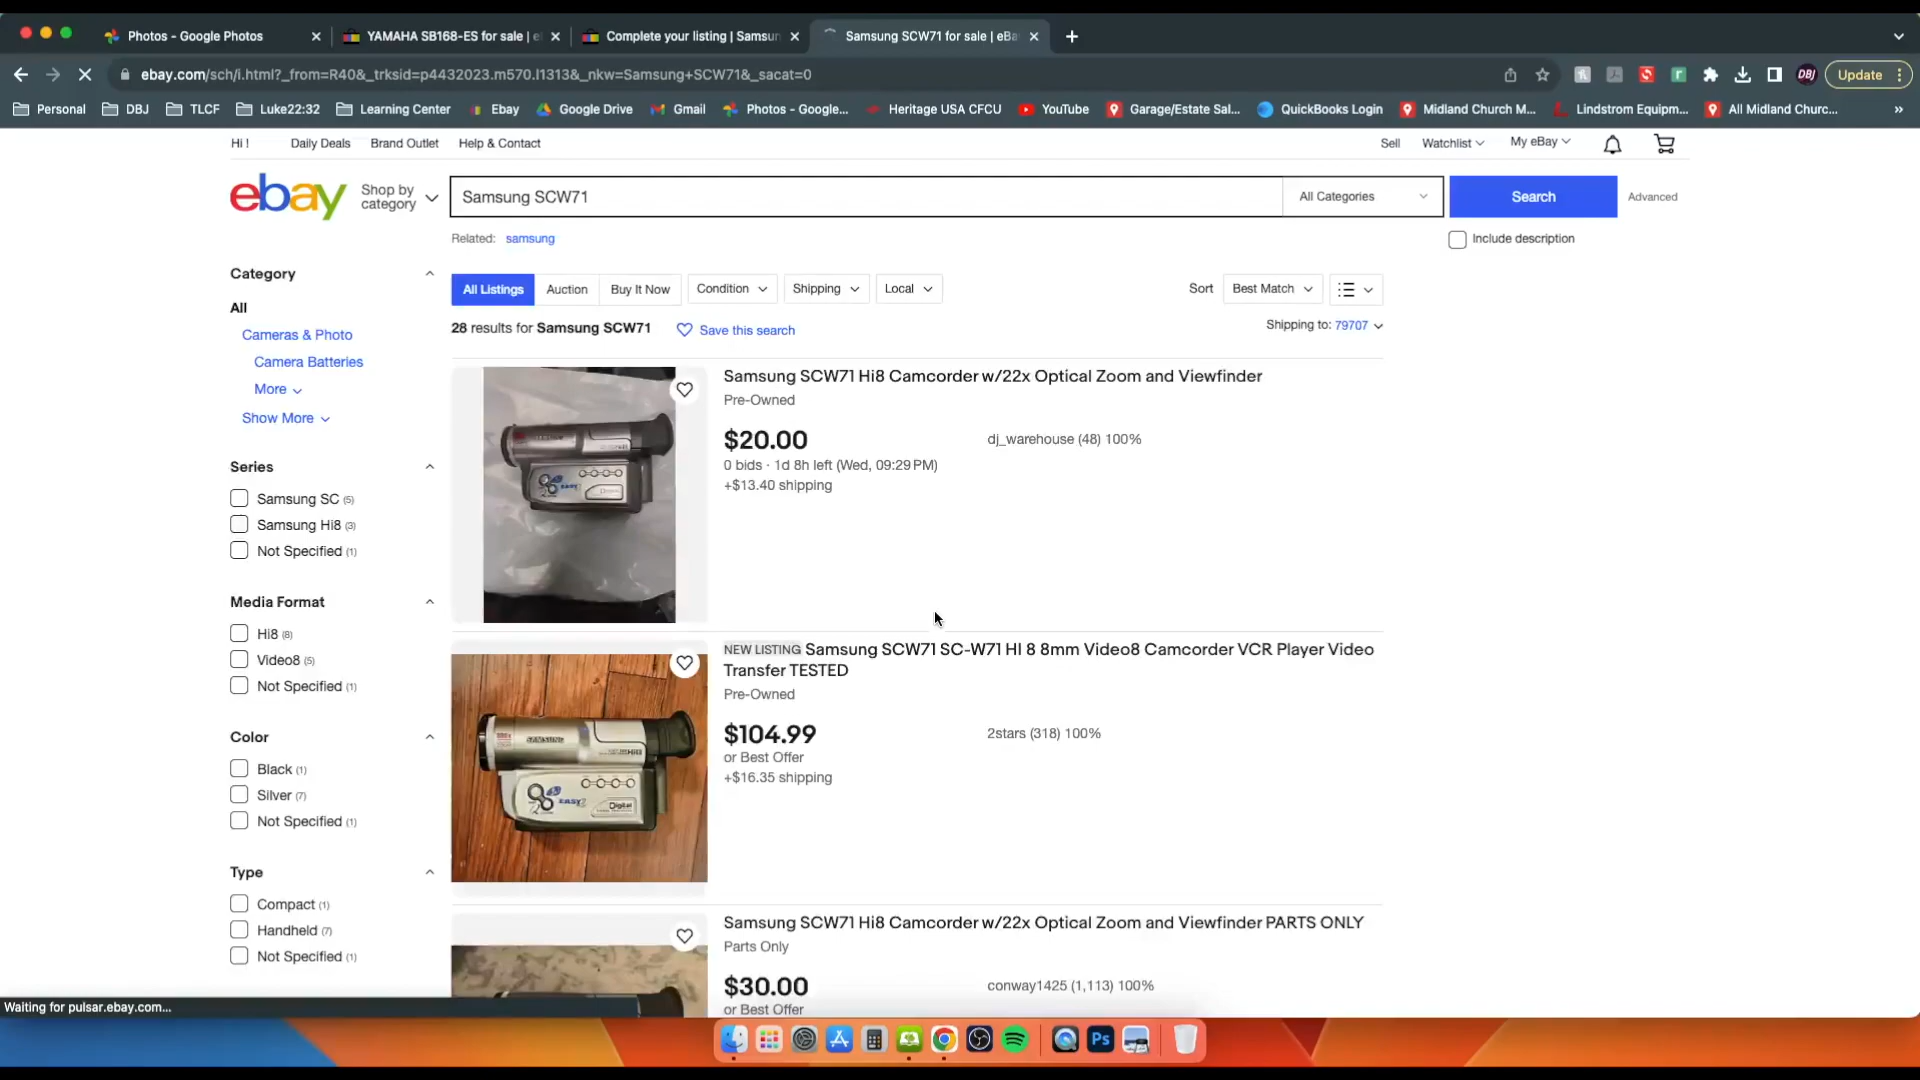 Photos - Google Photos
YAMAHA SB168-ES for sale | e
Complete your listing | Samsun
Samsung SCW71 for sale | eBa
ebay.com/sch/i.html?_from=R40&_trksid=p4432023.m570.l1313&_nkw=Samsung+SCW71&_sacat=0
DBJ
Update
Personal
DBJ
TLCF
Luke22:32
Learning Center
Ebay
Google Drive
Gmail
Photos - Google...
Heritage USA CFCU
YouTube
Garage/Estate Sal...
QuickBooks Login
Midland Church M...
Lindstrom Equipm...
All Midland Churc...
Hi !
Daily Deals
Brand Outlet
Help & Contact
Sell
Watchlist
My eBay
ebay
Shop by
category
Samsung SCW71
All Categories
Search
Advanced
Related: samsung
Include description
Category
All
Cameras & Photo
Camera Batteries
More
Show More
Series
Samsung SC (5)
Samsung Hi8 (3)
Not Specified (1)
Media Format
Hi8 (8)
Video8 (5)
Not Specified (1)
Color
Black (1)
Silver (7)
Not Specified (1)
Type
Compact (1)
Handheld (7)
Not Specified (1)
All Listings
Auction
Buy It Now
Condition
Shipping
Local
Sort
Best Match
28 results for Samsung SCW71
Save this search
Shipping to: 79707
Samsung SCW71 Hi8 Camcorder w/22x Optical Zoom and Viewfinder
Pre-Owned
$20.00
dj_warehouse (48) 100%
0 bids · 1d 8h left (Wed, 09:29 PM)
+$13.40 shipping
NEW LISTING Samsung SCW71 SC-W71 HI 8 8mm Video8 Camcorder VCR Player Video
Transfer TESTED
Pre-Owned
$104.99
2stars (318) 100%
or Best Offer
+$16.35 shipping
SAMSUNG
EASY
Digital
Samsung SCW71 Hi8 Camcorder w/22x Optical Zoom and Viewfinder PARTS ONLY
Parts Only
$30.00
conway1425 (1,113) 100%
or Best Offer
Waiting for pulsar.ebay.com...
Ps